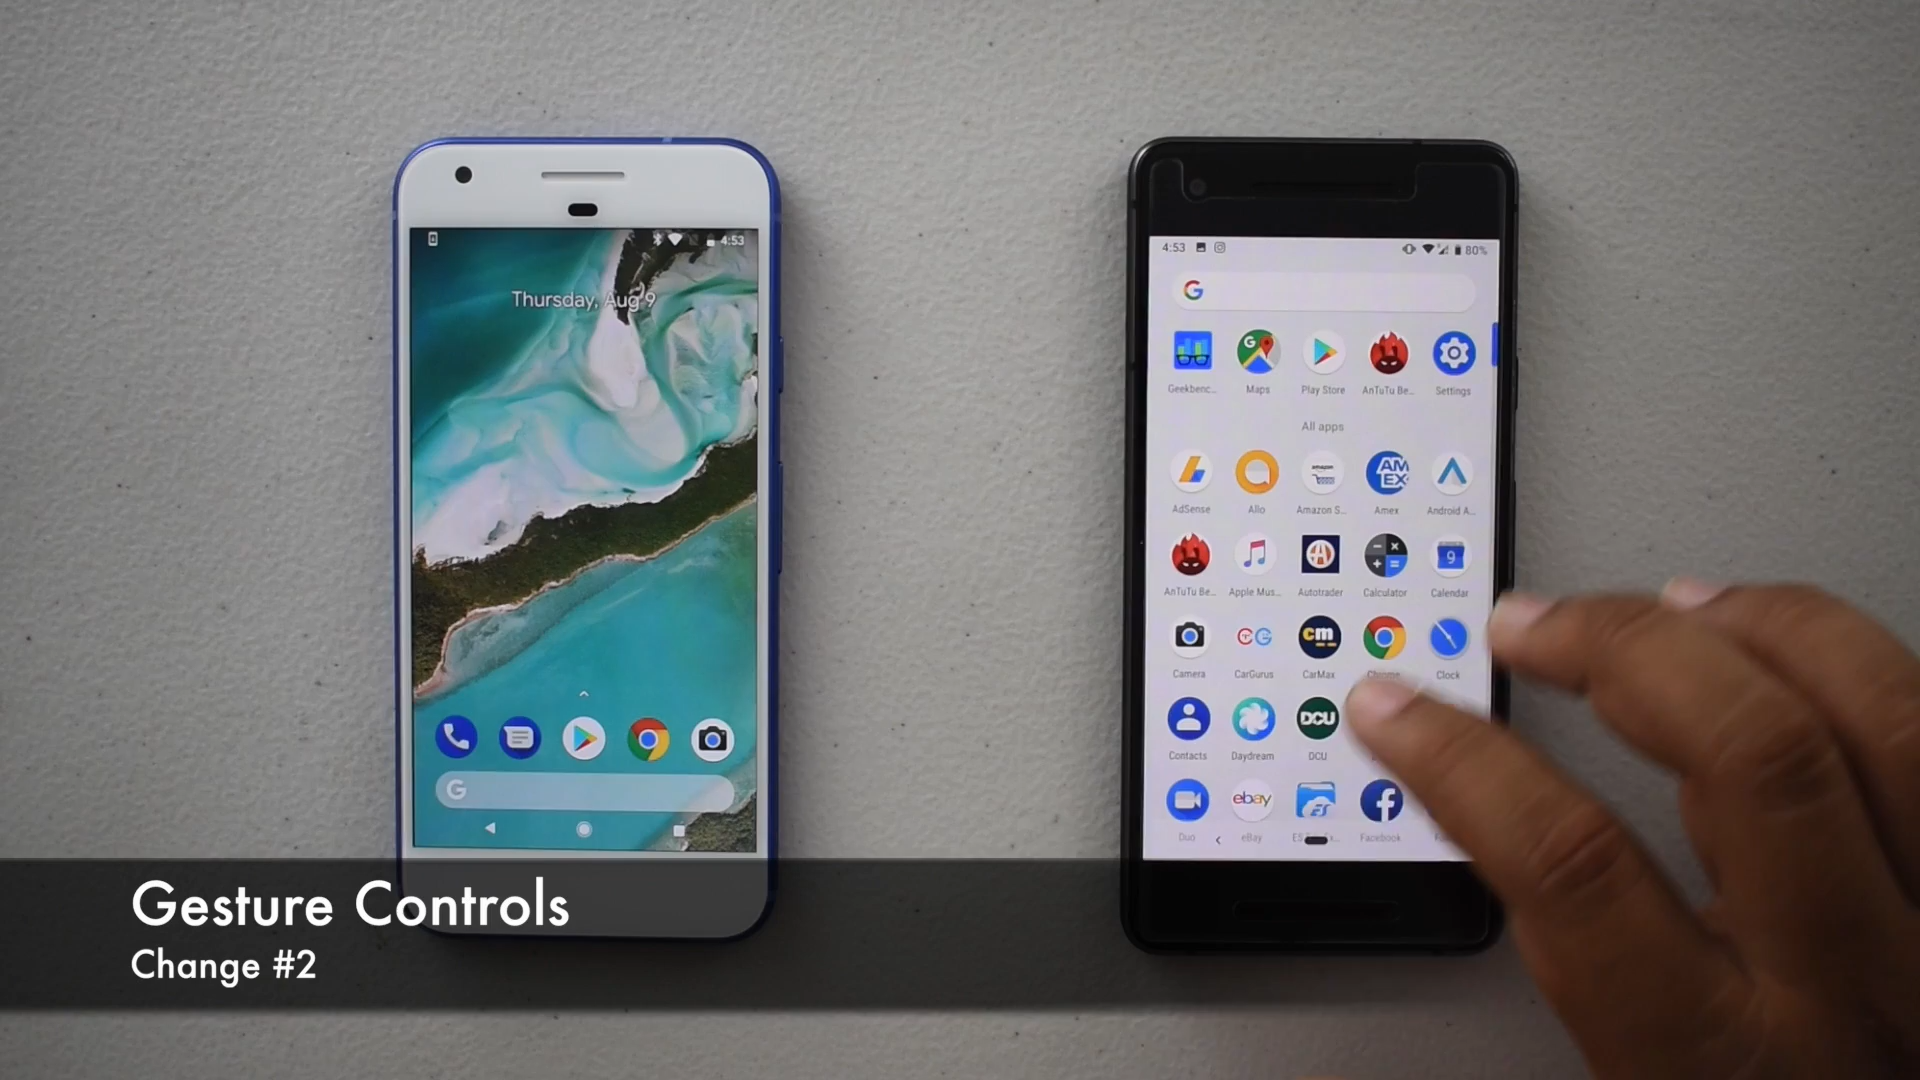 4:53
Thursday, Aug 9
G
4:53
80%
G
Geekbenc...
Maps
Play Store
AnTuTu Be...
Settings
All apps
AdSense
Allo
Amazon S...
Amex
Android A...
AnTuTu Be...
Apple Mus...
Autotrader
Calculator
Calendar
Camera
CarGurus
CarMax
Chrome
Clock
Contacts
Daydream
DCU
Duo
eBay
Facebook
Gesture Controls
Change #2